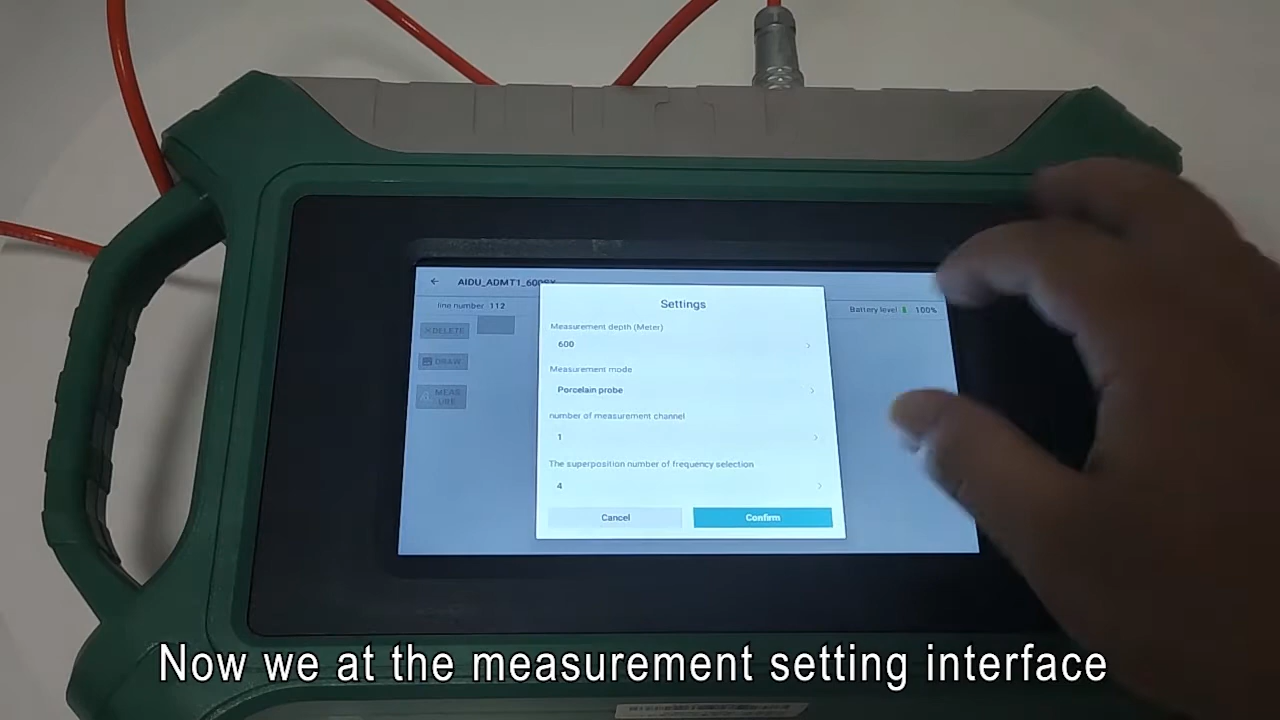 AIDU_ADMT1_600SX
line number 112
Battery level 100%
DELETE
DRAW
MEAS
URE
Settings
Measurement depth (Meter)
600
Measurement mode
Porcelain probe
number of measurement channel
1
The superposition number of frequency selection
4
Cancel
Confirm
Now we at the measurement setting interface